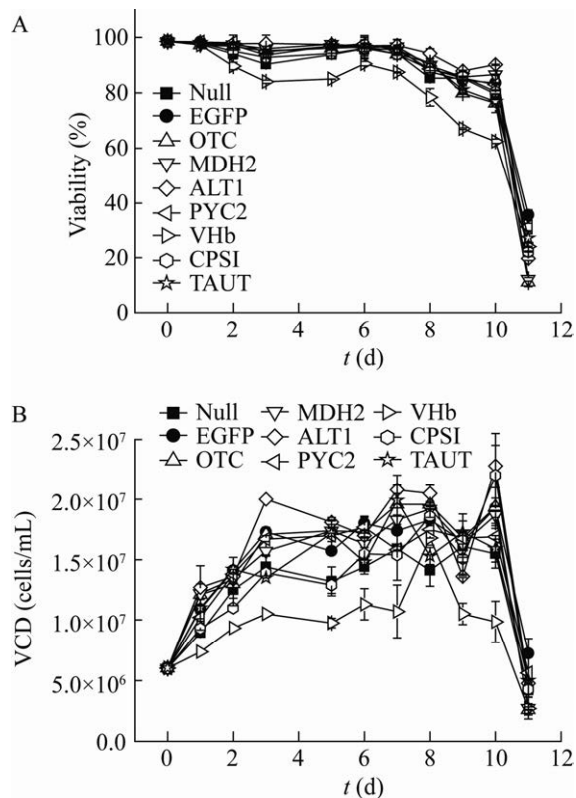 A
100
80
60
40
20
0
Viability (%)
Null
EGFP
OTC
MDH2
ALT1
PYC2
VHb
CPSI
TAUT
0 2 4 6 8 10 12
t (d)
B
Null MDH2 VHb
EGFP ALT1 CPSI
OTC PYC2 TAUT
2.5×10⁷
2.0×10⁷
1.5×10⁷
1.0×10⁷
5.0×10⁶
0.0
VCD (cells/mL)
0 2 4 6 8 10 12
t (d)